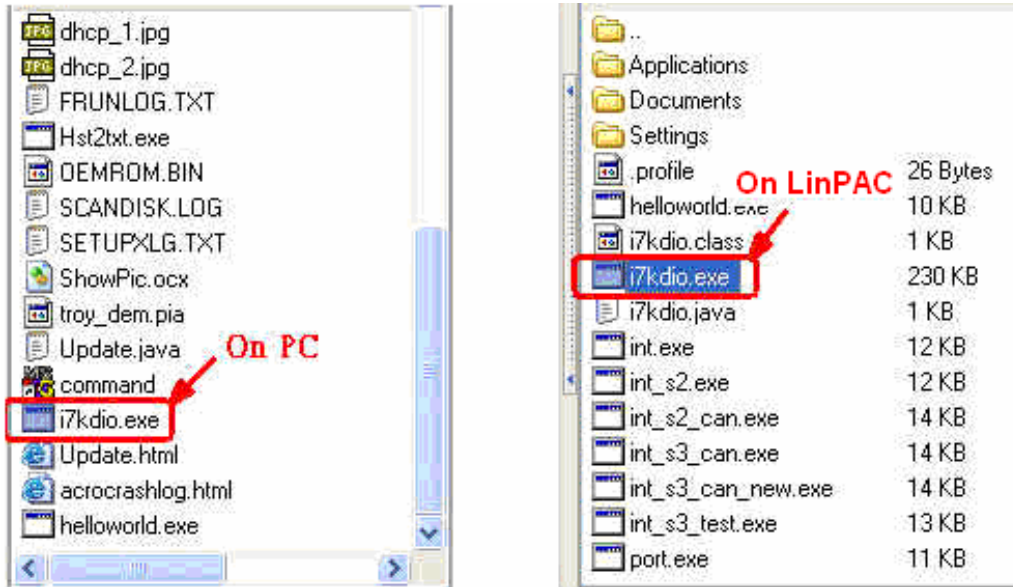 dhcp_1.jpg
dhcp_2.jpg
FRUNLOG.TXT
Hst2txt.exe
OEMROM.BIN
SCANDISK.LOG
SETUPXLG.TXT
ShowPic.ocx
troy_dem.pia
Update.java
On PC
command
i7kdio.exe
Update.html
acrocrashlog.html
helloworld.exe
..
Applications
Documents
Settings
.profile 26 Bytes
On LinPAC
helloworld.exe 10 KB
i7kdio.class 1 KB
i7kdio.exe 230 KB
i7kdio.java 1 KB
int.exe 12 KB
int_s2.exe 12 KB
int_s2_can.exe 14 KB
int_s3_can.exe 14 KB
int_s3_can_new.exe 14 KB
int_s3_test.exe 13 KB
port.exe 11 KB